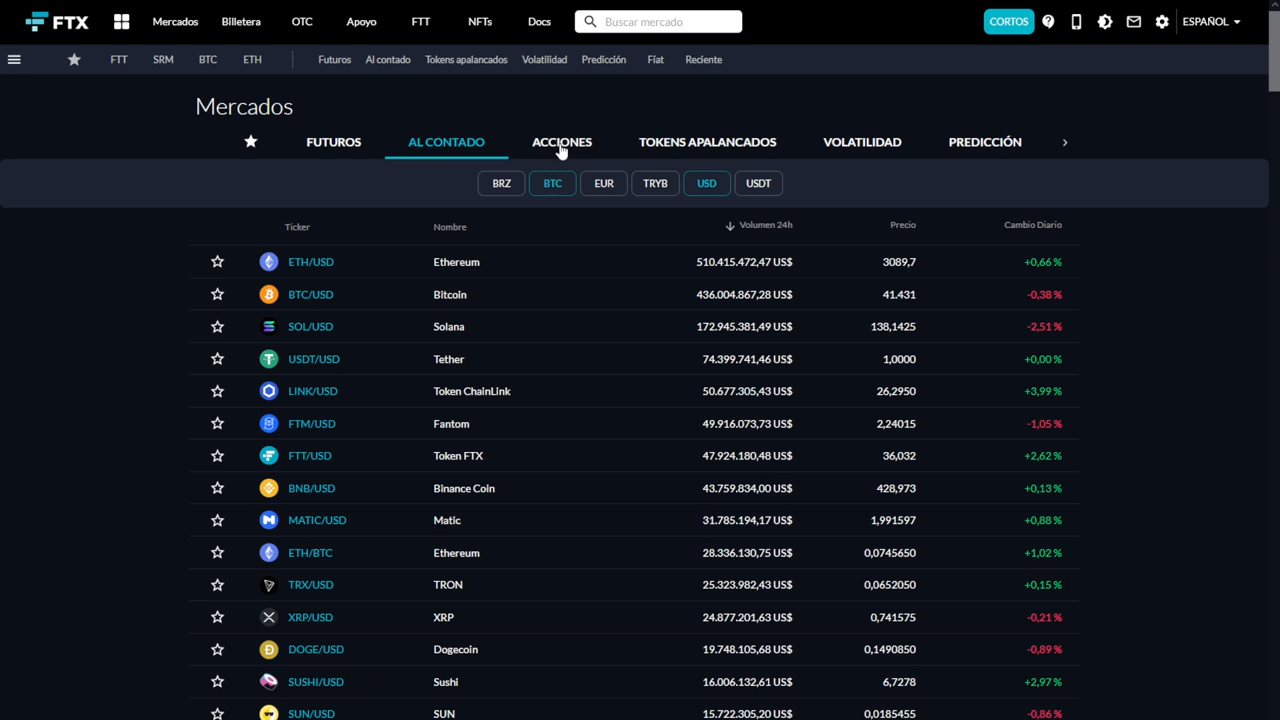 FTX Mercados Billetera OTC Apoyo FTT NFTs Docs Buscar mercado CORTOS ESPAÑOL
FTT SRM BTC ETH Futuros Al contado Tokens apalancados Volatilidad Predicción Fiat Reciente
Mercados
FUTUROS AL CONTADO ACCIONES TOKENS APALANCADOS VOLATILIDAD PREDICCIÓN
BRZ BTC EUR TRYB USD USDT
Ticker Nombre Volumen 24h Precio Cambio Diario
ETH/USD Ethereum 510.415.472,47 US$ 3089,7 +0,66 %
BTC/USD Bitcoin 436.004.867,28 US$ 41.431 -0,38 %
SOL/USD Solana 172.945.381,49 US$ 138,1425 -2,51 %
USDT/USD Tether 74.399.741,46 US$ 1,0000 +0,00 %
LINK/USD Token ChainLink 50.677.305,43 US$ 26,2950 +3,99 %
FTM/USD Fantom 49.916.073,73 US$ 2,24015 -1,05 %
FTT/USD Token FTX 47.924.180,48 US$ 36,032 +2,62 %
BNB/USD Binance Coin 43.759.834,00 US$ 428,973 +0,13 %
MATIC/USD Matic 31.785.194,17 US$ 1,991597 +0,88 %
ETH/BTC Ethereum 28.336.130,75 US$ 0,0745650 +1,02 %
TRX/USD TRON 25.323.982,43 US$ 0,0652050 +0,15 %
XRP/USD XRP 24.877.201,63 US$ 0,741575 -0,21 %
DOGE/USD Dogecoin 19.748.105,68 US$ 0,1490850 -0,89 %
SUSHI/USD Sushi 16.006.132,61 US$ 6,7278 +2,97 %
SUN/USD SUN 15.722.305,20 US$ 0,0185455 -0,86 %